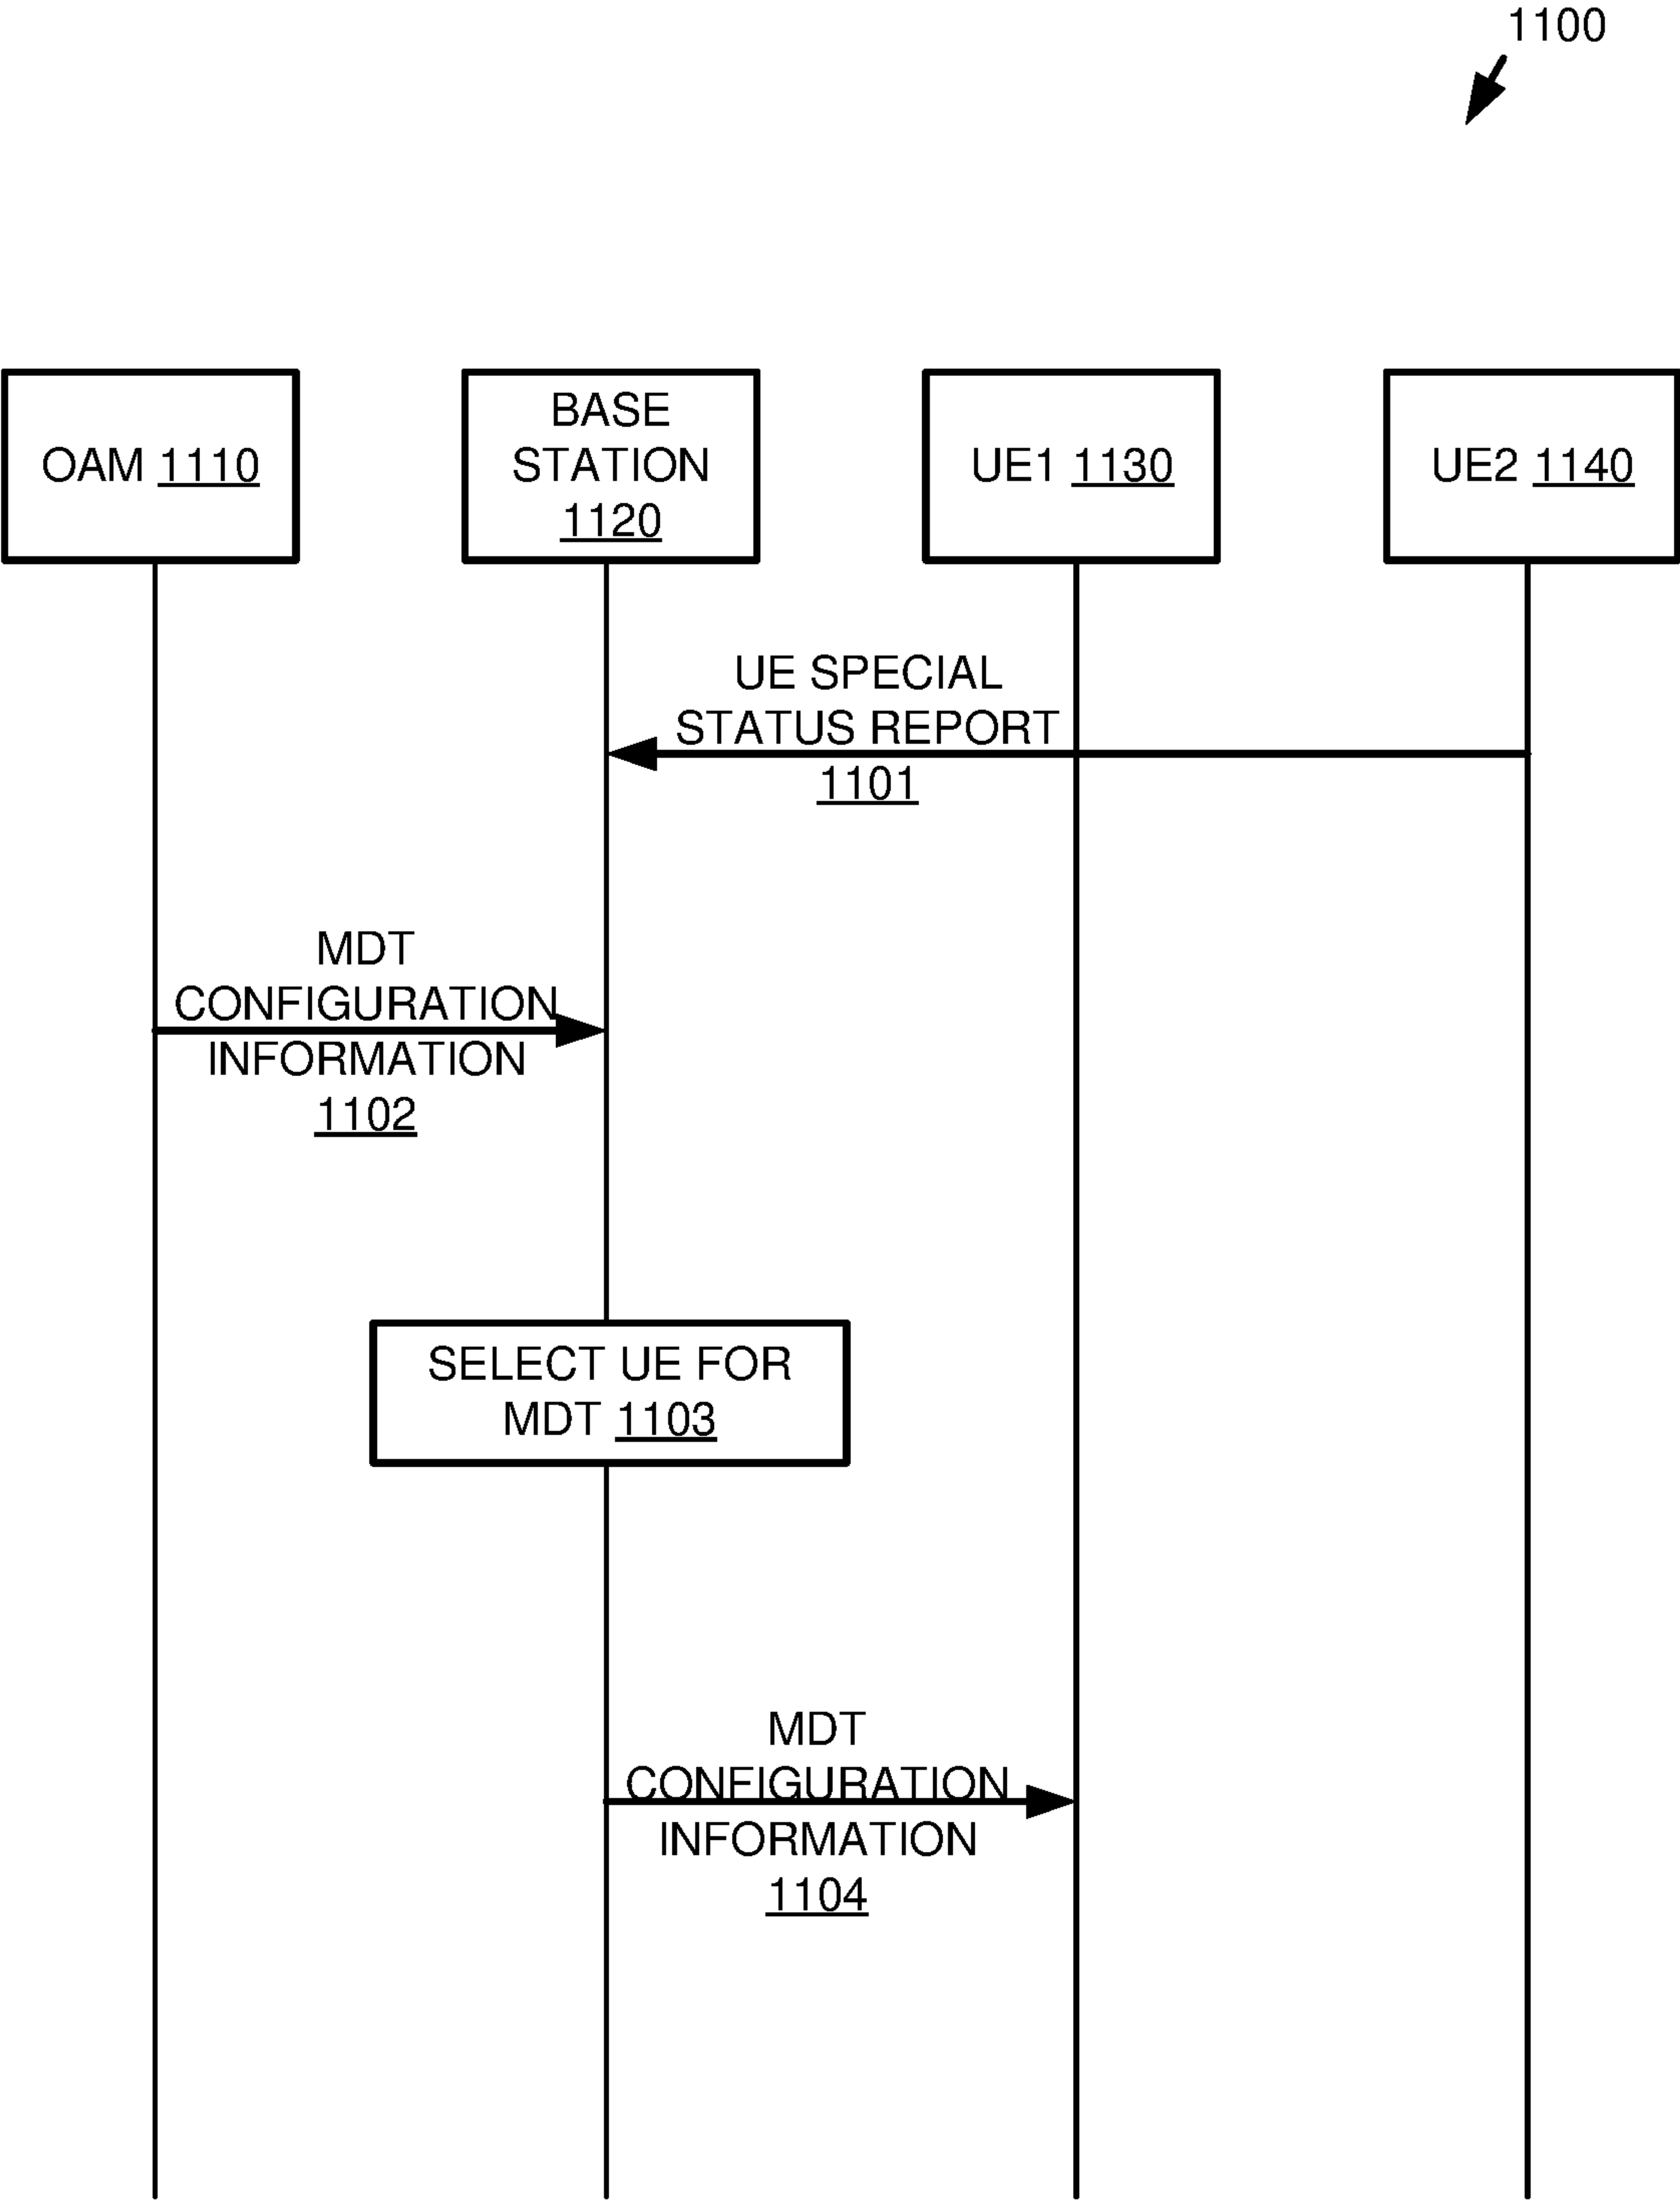 1100
OAM 1110
BASE
STATION
1120
UE1 1130
UE2 1140
UE SPECIAL
STATUS REPORT
1101
MDT
CONFIGURATION
INFORMATION
1102
SELECT UE FOR
MDT 1103
MDT
CONFIGURATION
INFORMATION
1104